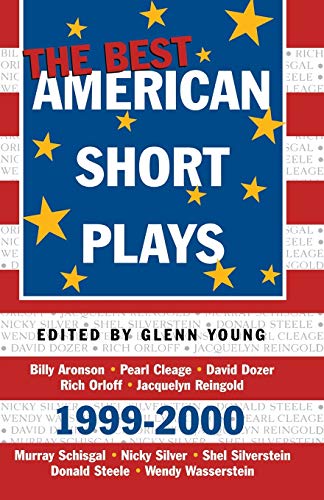 THE BEST
AMERICAN
SHORT
PLAYS
EDITED BY GLENN YOUNG
Billy Aronson • Pearl Cleage • David Dozer
Rich Orloff • Jacquelyn Reingold
1999-2000
Murray Schisgal • Nicky Silver • Shel Silverstein
Donald Steele • Wendy Wasserstein